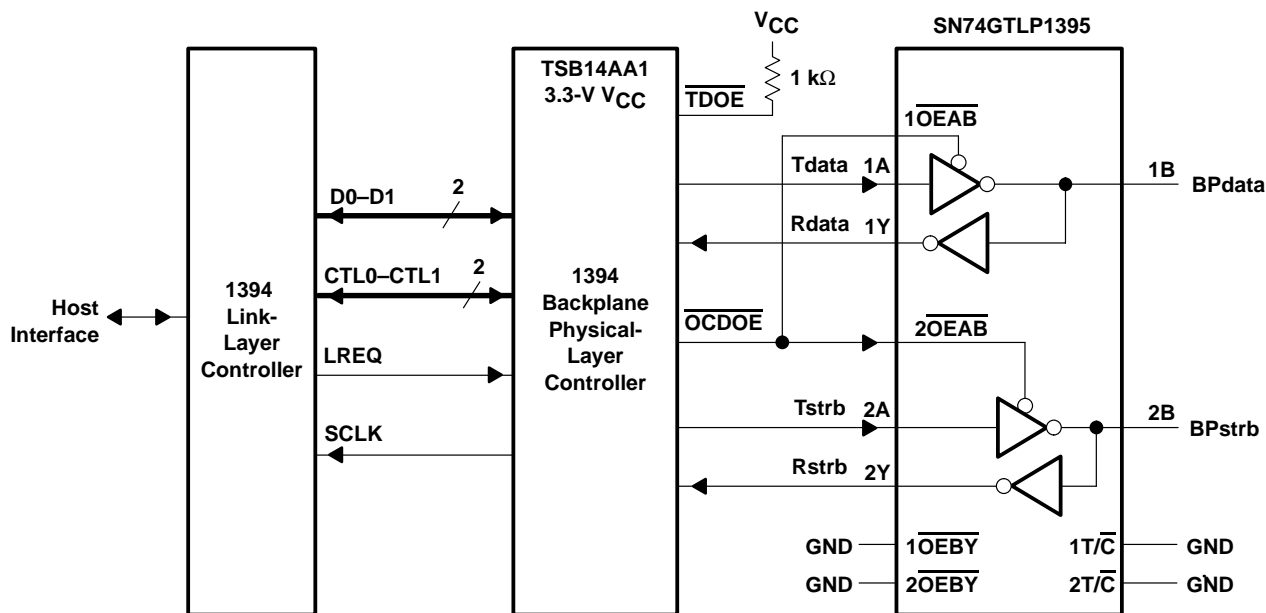 VCC
SN74GTLP1395
TSB14AA1
3.3-V VCC
TDOE
1 kΩ
1OEAB
Tdata 1A
1B BPdata
D0–D1
2
Rdata 1Y
CTL0–CTL1
2
Host
Interface
1394
Link-
Layer
Controller
1394
Backplane
Physical-
Layer
Controller
OCDOE
2OEAB
LREQ
Tstrb 2A
2B BPstrb
SCLK
Rstrb 2Y
GND 1OEBY 1T/C GND
GND 2OEBY 2T/C GND